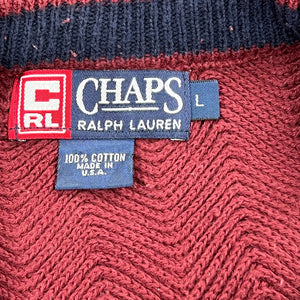 C
RL
CHAPS
RALPH LAUREN
L
100% COTTON
MADE IN
U.S.A.